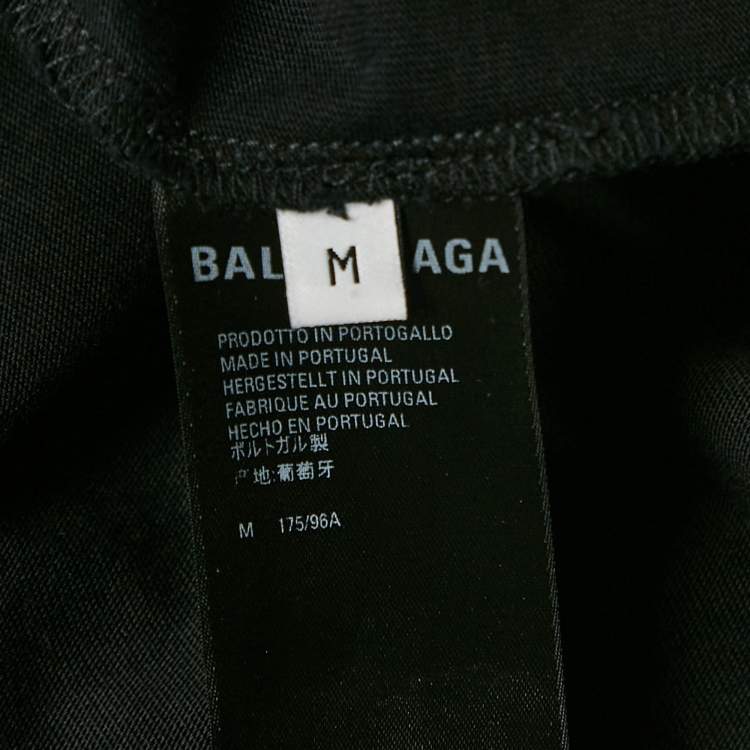 BAL M AGA
PRODOTTO IN PORTOGALLO
MADE IN PORTUGAL
HERGESTELLT IN PORTUGAL
FABRIQUE AU PORTUGAL
HECHO EN PORTUGAL
ポルトガル製
产地:葡萄牙
M 175/96A